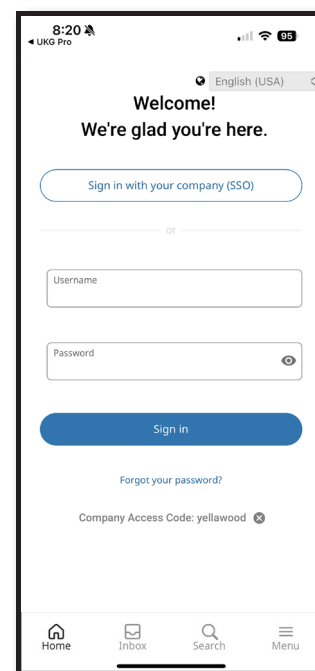 8:20
95
◀ UKG Pro
English (USA)
Welcome!
We're glad you're here.
Sign in with your company (SSO)
or
Username
Password
Sign in
Forgot your password?
Company Access Code: yellawood
Home
Inbox
Search
Menu